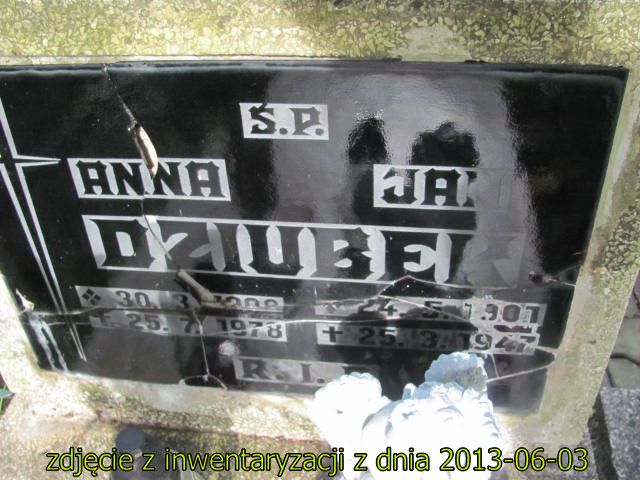 Ś.P.
ANNA JAN
DZIUBEK
30. 3. 24. 5. 1901
+ 25. 7. 1978 + 25. 3. 1947
R. I.
zdjęcie z inwentaryzacji z dnia 2013-06-03